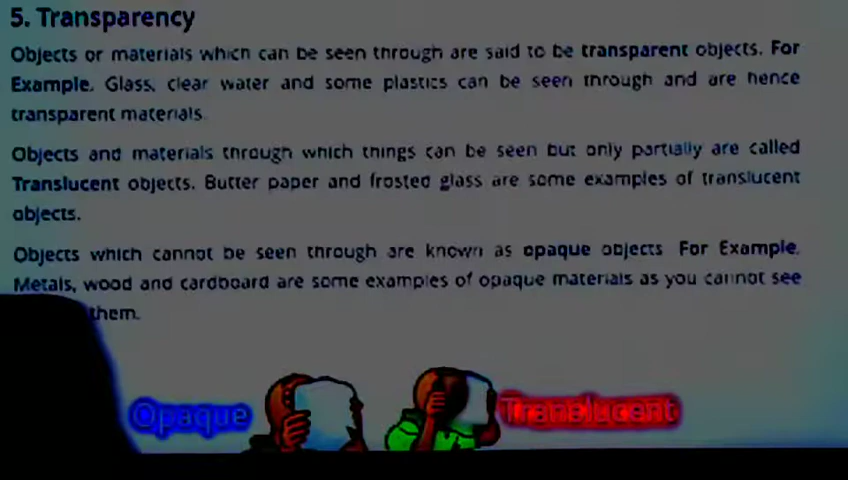 5. Transparency
Objects or materials which can be seen through are said to be transparent objects. For
Example. Glass, clear water and some plastics can be seen through and are hence
transparent materials.
Objects and materials through which things can be seen but only partially are called
Translucent objects. Butter paper and frosted glass are some examples of translucent
objects.
Objects which cannot be seen through are known as opaque objects For Example.
Metals, wood and cardboard are some examples of opaque materials as you cannot see
them.
Opaque
Translucent